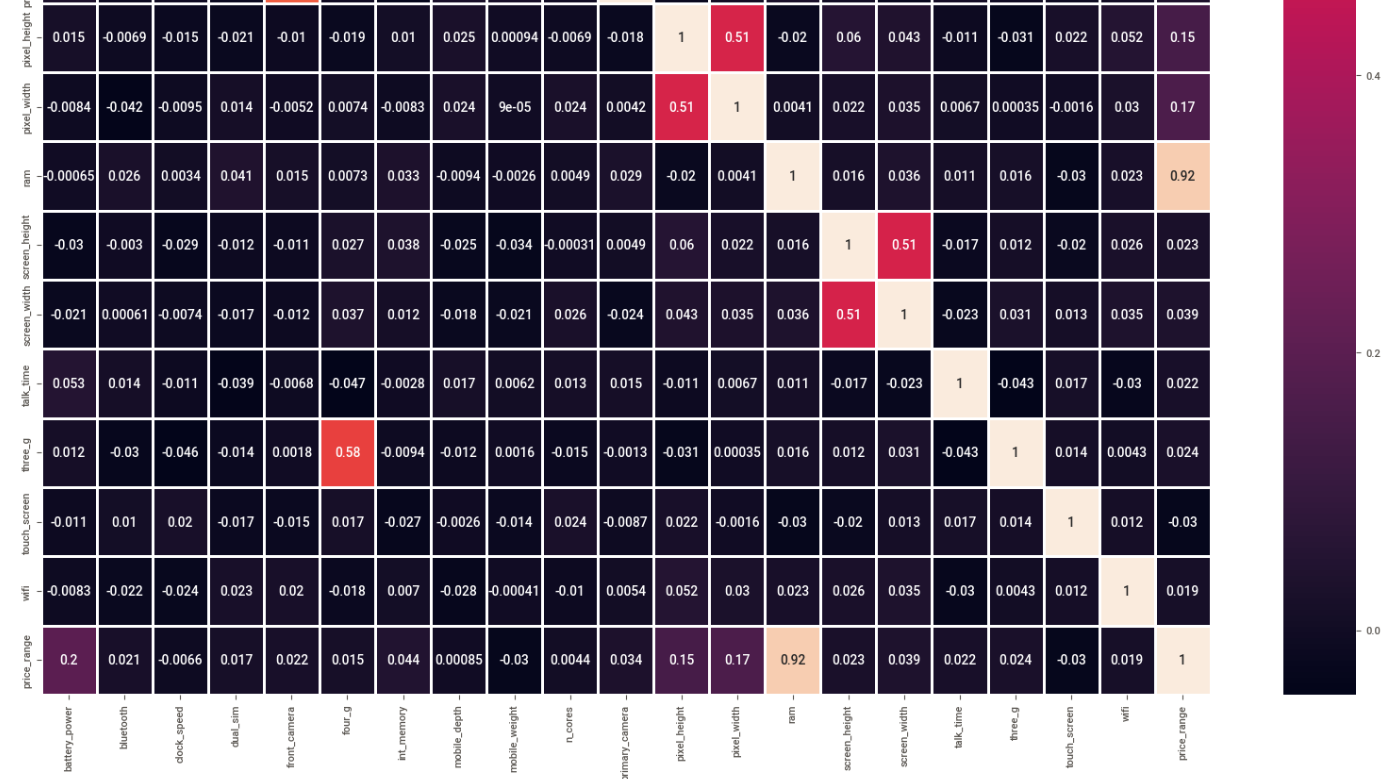 pr
pixel_height 0.015 -0.0069 -0.015 -0.021 -0.01 -0.019 0.01 0.025 0.00094 -0.0069 -0.018 1 0.51 -0.02 0.06 0.043 -0.011 -0.031 0.022 0.052 0.15
0.4
pixel_width -0.0084 -0.042 -0.0095 0.014 -0.0052 0.0074 -0.0083 0.024 9e-05 0.024 0.0042 0.51 1 0.0041 0.022 0.035 0.0067 0.00035 -0.0016 0.03 0.17
ram -0.00065 0.026 0.0034 0.041 0.015 0.0073 0.033 -0.0094 -0.0026 0.0049 0.029 -0.02 0.0041 1 0.016 0.036 0.011 0.016 -0.03 0.023 0.92
screen_height -0.03 -0.003 -0.029 -0.012 -0.011 0.027 0.038 -0.025 -0.034 -0.00031 0.0049 0.06 0.022 0.016 1 0.51 -0.017 0.012 -0.02 0.026 0.023
screen_width -0.021 0.00061 -0.0074 -0.017 -0.012 0.037 0.012 -0.018 -0.021 0.026 -0.024 0.043 0.035 0.036 0.51 1 -0.023 0.031 0.013 0.035 0.039
0.2
talk_time 0.053 0.014 -0.011 -0.039 -0.0068 -0.047 -0.0028 0.017 0.0062 0.013 0.015 -0.011 0.0067 0.011 -0.017 -0.023 1 -0.043 0.017 -0.03 0.022
three_g 0.012 -0.03 -0.046 -0.014 0.0018 0.58 -0.0094 -0.012 0.0016 -0.015 -0.0013 -0.031 0.00035 0.016 0.012 0.031 -0.043 1 0.014 0.0043 0.024
touch_screen -0.011 0.01 0.02 -0.017 -0.015 0.017 -0.027 -0.0026 -0.014 0.024 -0.0087 0.022 -0.0016 -0.03 -0.02 0.013 0.017 0.014 1 0.012 -0.03
wifi -0.0083 -0.022 -0.024 0.023 0.02 -0.018 0.007 -0.028 -0.00041 -0.01 0.0054 0.052 0.03 0.023 0.026 0.035 -0.03 0.0043 0.012 1 0.019
0.0
price_range 0.2 0.021 -0.0066 0.017 0.022 0.015 0.044 0.00085 -0.03 0.0044 0.034 0.15 0.17 0.92 0.023 0.039 0.022 0.024 -0.03 0.019 1
battery_power bluetooth clock_speed dual_sim front_camera four_g int_memory mobile_depth mobile_weight n_cores primary_camera pixel_height pixel_width ram screen_height screen_width talk_time three_g touch_screen wifi price_range